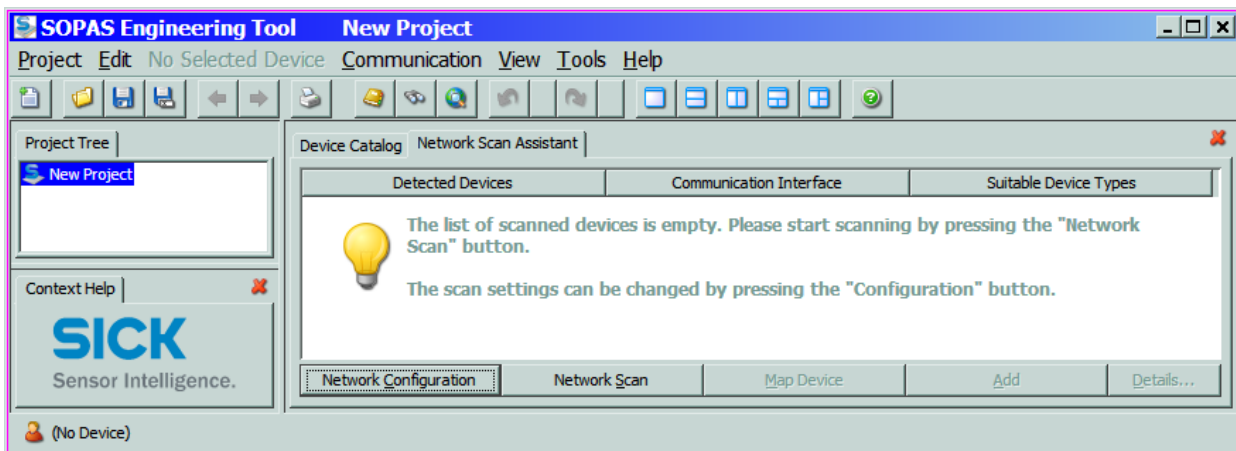 SOPAS Engineering Tool New Project
Project Edit No Selected Device Communication View Tools Help
Project Tree
New Project
Device Catalog Network Scan Assistant
Detected Devices Communication Interface Suitable Device Types
The list of scanned devices is empty. Please start scanning by pressing the "Network
Scan" button.
The scan settings can be changed by pressing the "Configuration" button.
Context Help
SICK
Sensor Intelligence.
Network Configuration Network Scan Map Device Add Details...
(No Device)